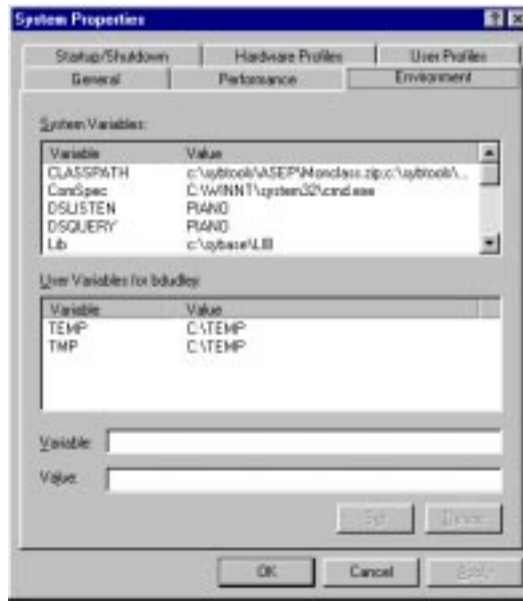 System Properties
Startup/Shutdown Hardware Profiles User Profiles
General Performance Environment
System Variables:
Variable Value
CLASSPATH c:\sybtools\ASEP\Monclass.zip;c:\sybtools\...
ComSpec C:\WINNT\system32\cmd.exe
DSLISTEN PIANO
DSQUERY PIANO
Lib c:\sybase\LIB
User Variables for bdudley:
Variable Value
TEMP C:\TEMP
TMP C:\TEMP
Variable:
Value:
Set Delete
OK Cancel Apply